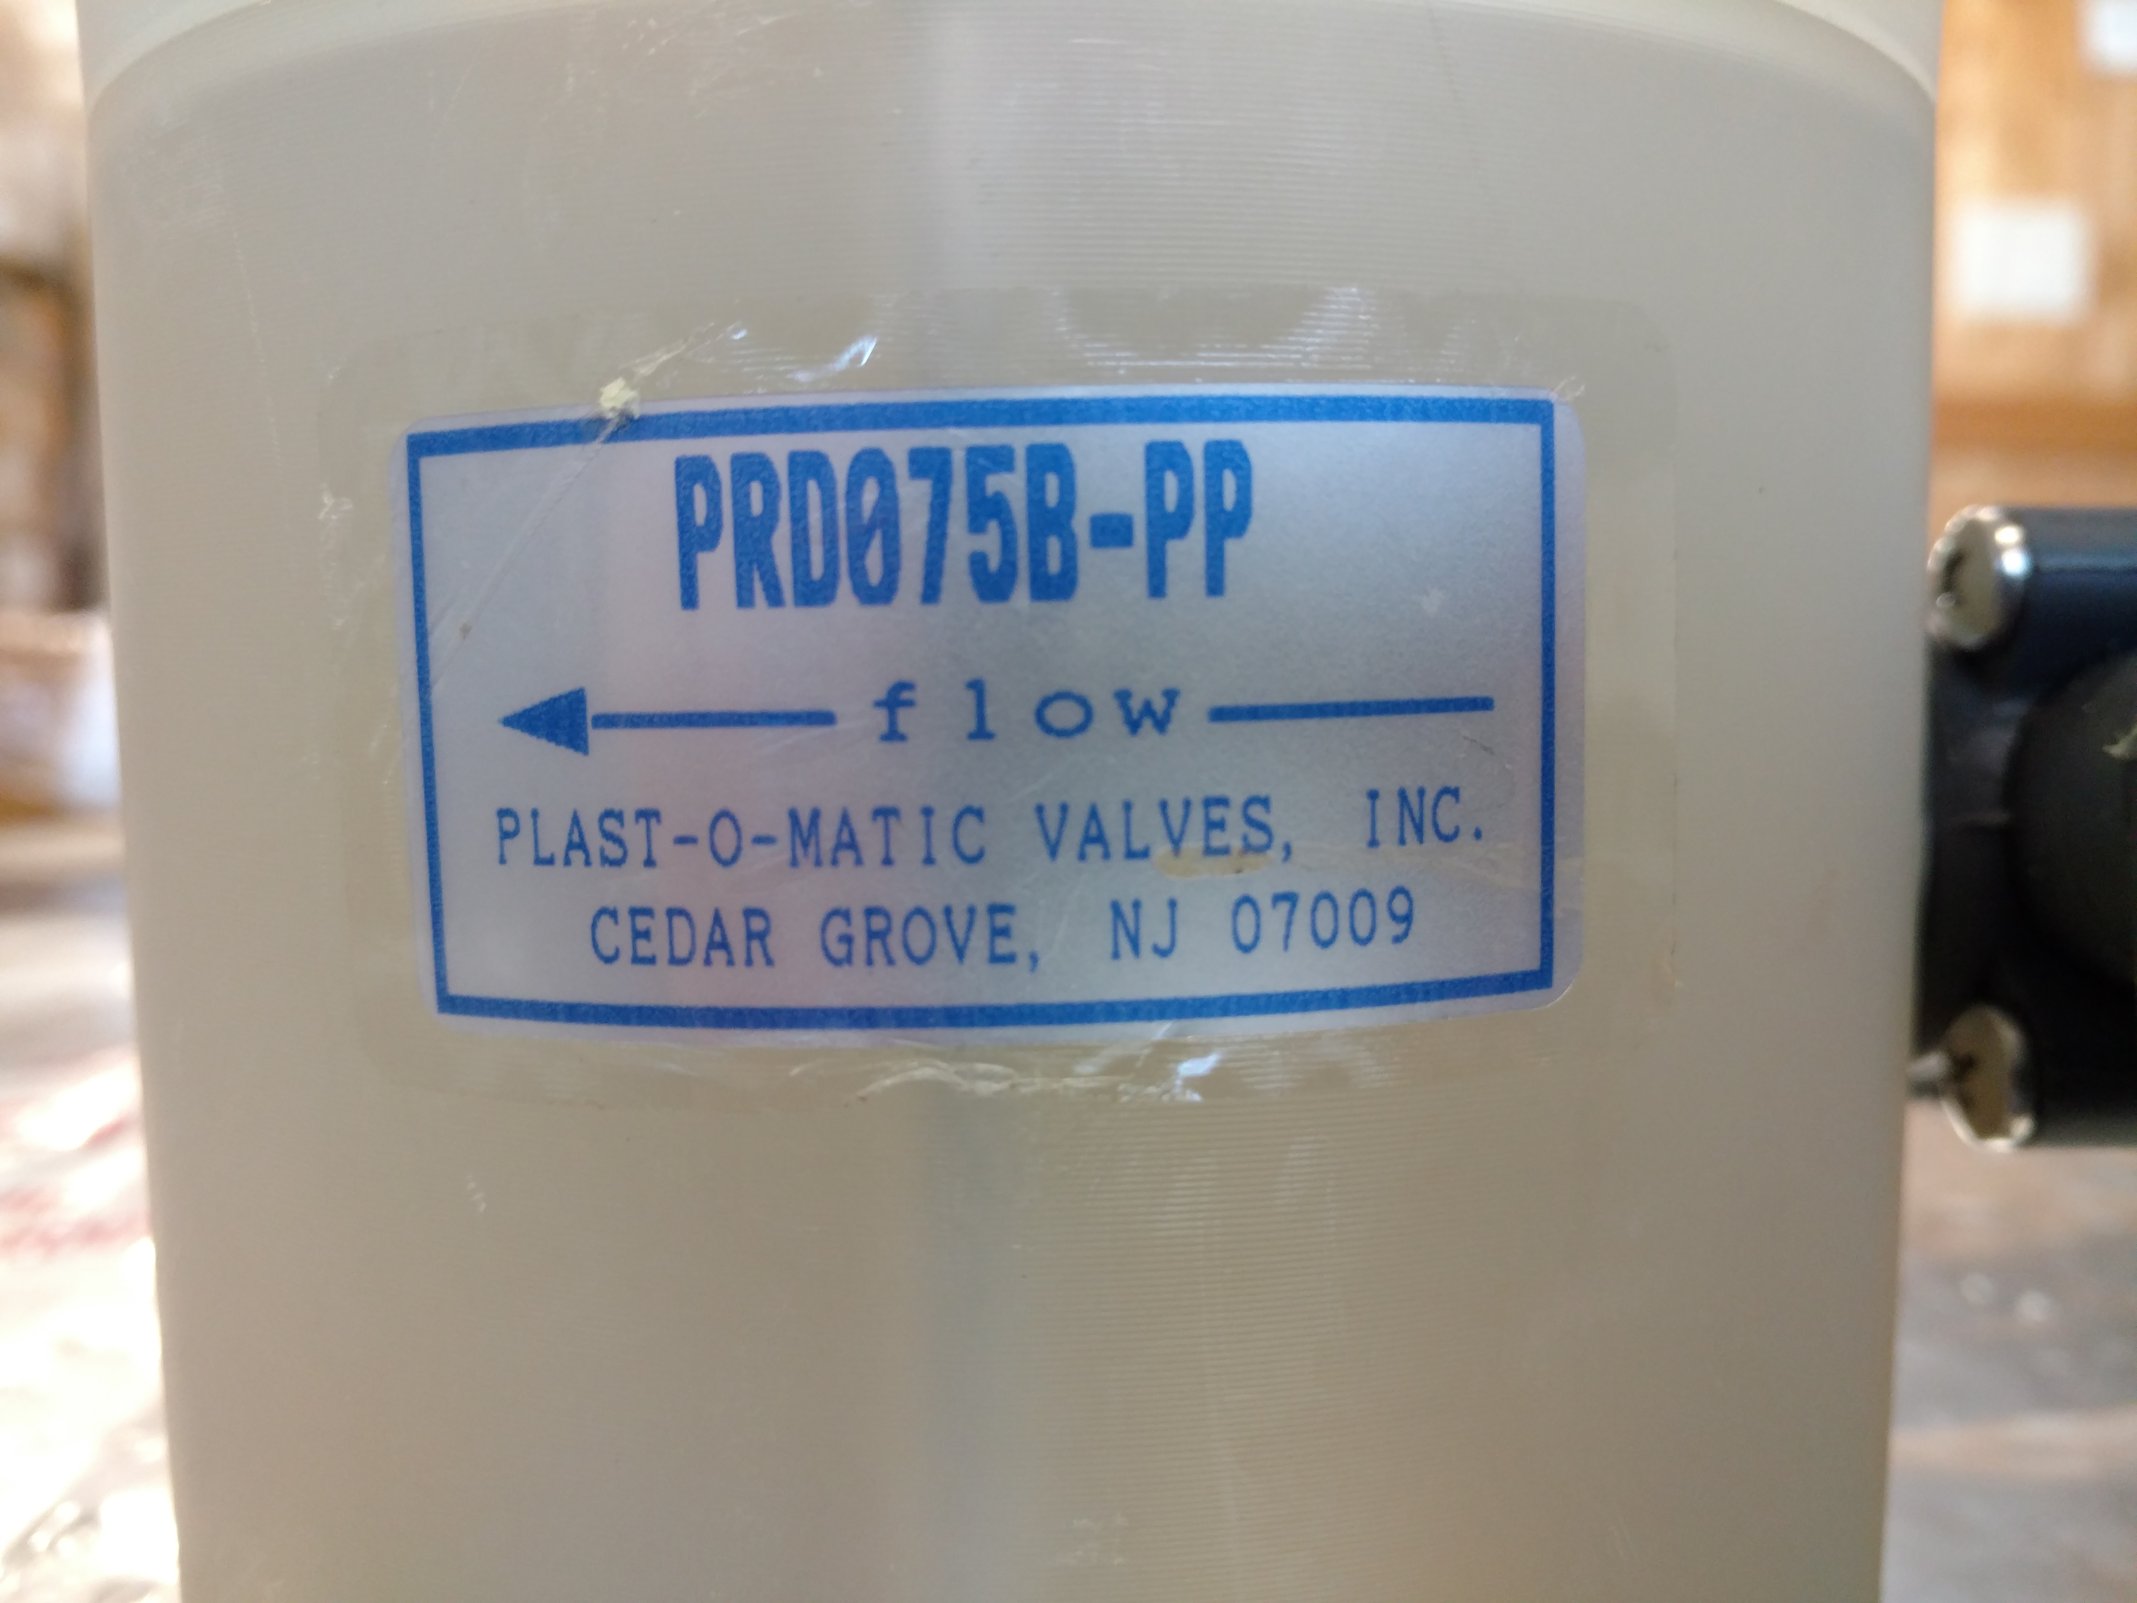 PRD075B-PP
flow
PLAST-O-MATIC VALVES, INC.
CEDAR GROVE, NJ 07009